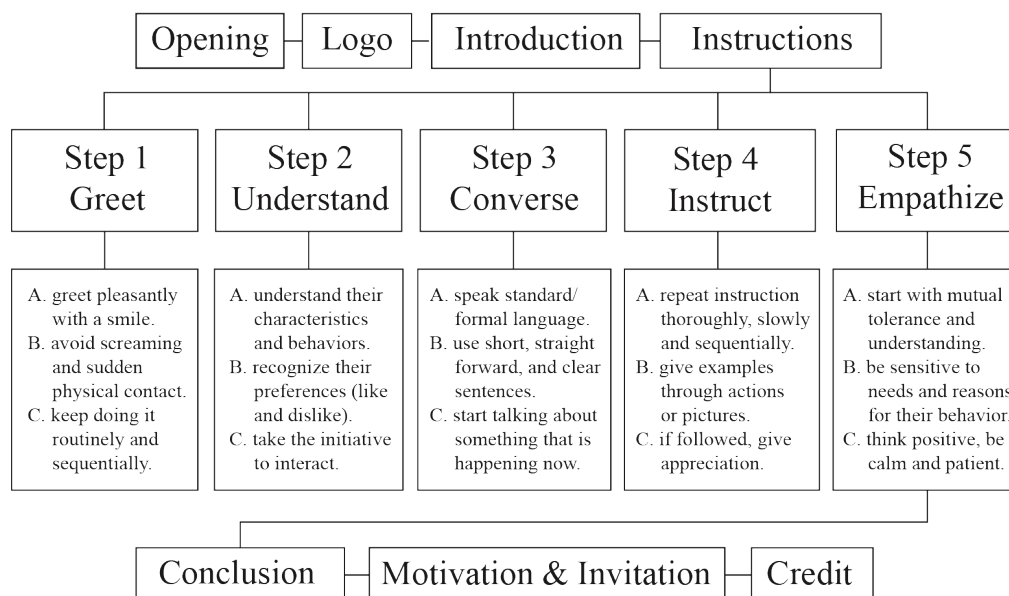 Opening
Logo
Introduction
Instructions
Step 1
Greet
Step 2
Understand
Step 3
Converse
Step 4
Instruct
Step 5
Empathize
A. greet pleasantly
with a smile.
B. avoid screaming
and sudden
physical contact.
C. keep doing it
routinely and
sequentially.
A. understand their
characteristics
and behaviors.
B. recognize their
preferences (like
and dislike).
C. take the initiative
to interact.
A. speak standard/
formal language.
B. use short, straight
forward, and clear
sentences.
C. start talking about
something that is
happening now.
A. repeat instruction
thoroughly, slowly
and sequentially.
B. give examples
through actions
or pictures.
C. if followed, give
appreciation.
A. start with mutual
tolerance and
understanding.
B. be sensitive to
needs and reasons
for their behavior.
C. think positive, be
calm and patient.
Conclusion
Motivation & Invitation
Credit